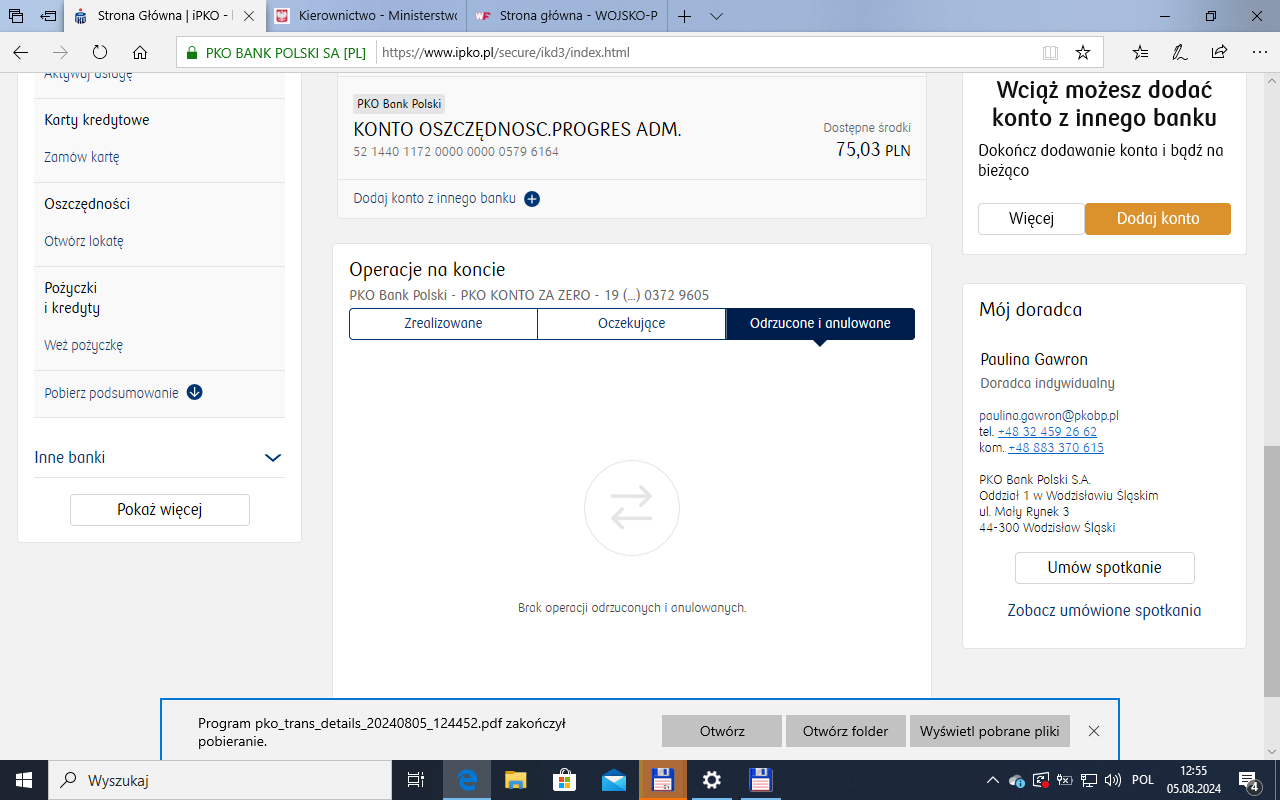 Strona Główna | iPKO - I
Kierownictwo - Ministerstwo
Strona główna - WOJSKO-P
PKO BANK POLSKI SA [PL]
https://www.ipko.pl/secure/ikd3/index.html
Aktywuj usługę
Karty kredytowe
Zamów kartę
Oszczędności
Otwórz lokatę
Pożyczki
i kredyty
Weź pożyczkę
Pobierz podsumowanie
Inne banki
Pokaż więcej
PKO Bank Polski
KONTO OSZCZĘDNOSC.PROGRES ADM.
52 1440 1172 0000 0000 0579 6164
Dostępne środki
75,03 PLN
Dodaj konto z innego banku
Operacje na koncie
PKO Bank Polski - PKO KONTO ZA ZERO - 19 (...) 0372 9605
Zrealizowane
Oczekujące
Odrzucone i anulowane
Brak operacji odrzuconych i anulowanych.
Wciąż możesz dodać
konto z innego banku
Dokończ dodawanie konta i bądź na
bieżąco
Więcej
Dodaj konto
Mój doradca
Paulina Gawron
Doradca indywidualny
paulina.gawron@pkobp.pl
tel. +48 32 459 26 62
kom. +48 883 370 615
PKO Bank Polski S.A.
Oddział 1 w Wodzisławiu Śląskim
ul. Mały Rynek 3
44-300 Wodzisław Śląski
Umów spotkanie
Zobacz umówione spotkania
Program pko_trans_details_20240805_124452.pdf zakończył
pobieranie.
Otwórz
Otwórz folder
Wyświetl pobrane pliki
Wyszukaj
POL
12:55
05.08.2024
4